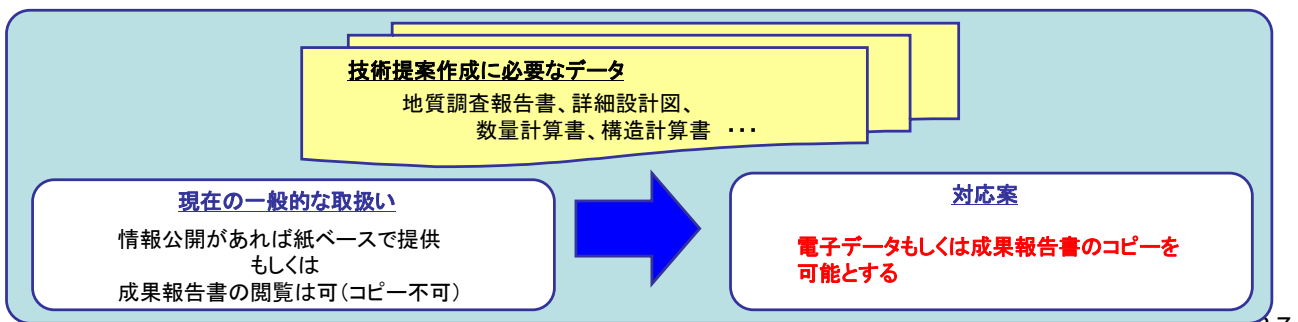 技術提案作成に必要なデータ
地質調査報告書、詳細設計図、
数量計算書、構造計算書 ・・・
現在の一般的な取扱い
情報公開があれば紙ベースで提供
もしくは
成果報告書の閲覧は可(コピー不可)
対応案
電子データもしくは成果報告書のコピーを
可能とする